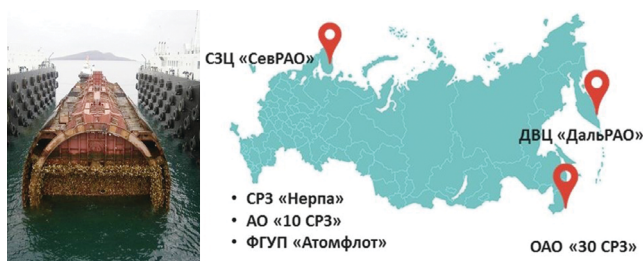 СЗЦ «СевРАО»
ДВЦ «ДальРАО»
• СРЗ «Нерпа»
• АО «10 СРЗ»
• ФГУП «Атомфлот»
ОАО «30 СРЗ»